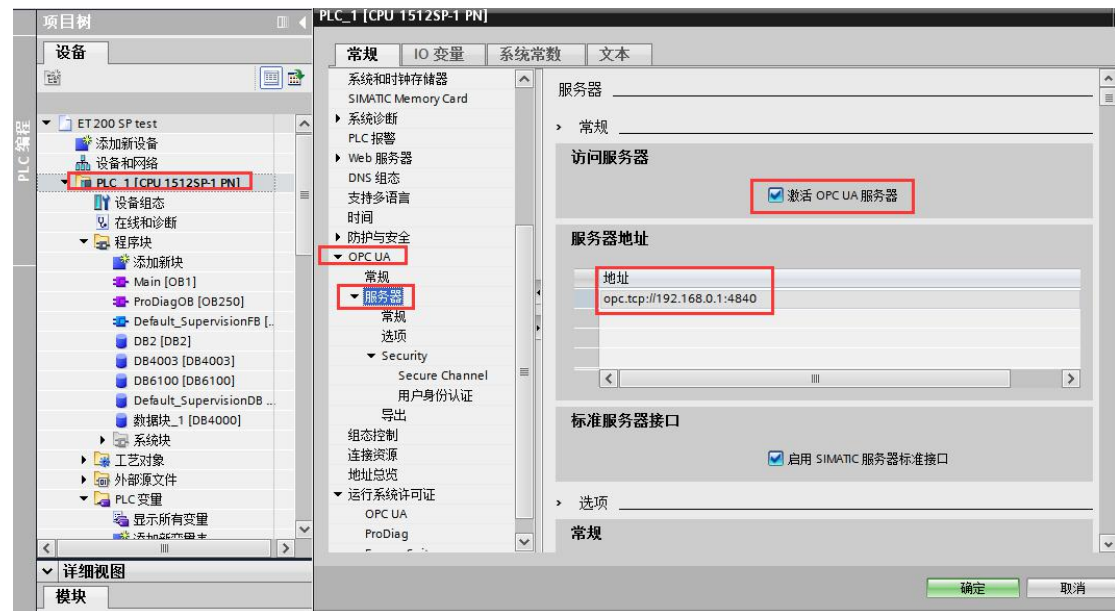 项目树
设备
PLC 编程
ET 200 SP test
添加新设备
设备和网络
PLC_1 [CPU 1512SP-1 PN]
设备组态
在线和诊断
程序块
添加新块
Main [OB1]
ProDiagOB [OB250]
Default_SupervisionFB [..
DB2 [DB2]
DB4003 [DB4003]
DB6100 [DB6100]
Default_SupervisionDB ...
数据块_1 [DB4000]
系统块
工艺对象
外部源文件
PLC 变量
显示所有变量
添加新变量表
详细视图
模块
PLC_1 [CPU 1512SP-1 PN]
常规
IO 变量
系统常数
文本
系统和时钟存储器
SIMATIC Memory Card
系统诊断
PLC 报警
Web 服务器
DNS 组态
支持多语言
时间
防护与安全
OPC UA
常规
服务器
常规
选项
Security
Secure Channel
用户身份认证
导出
组态控制
连接资源
地址总览
运行系统许可证
OPC UA
ProDiag
服务器
常规
访问服务器
激活 OPC UA 服务器
服务器地址
地址
opc.tcp://192.168.0.1:4840
标准服务器接口
启用 SIMATIC 服务器标准接口
选项
常规
确定
取消